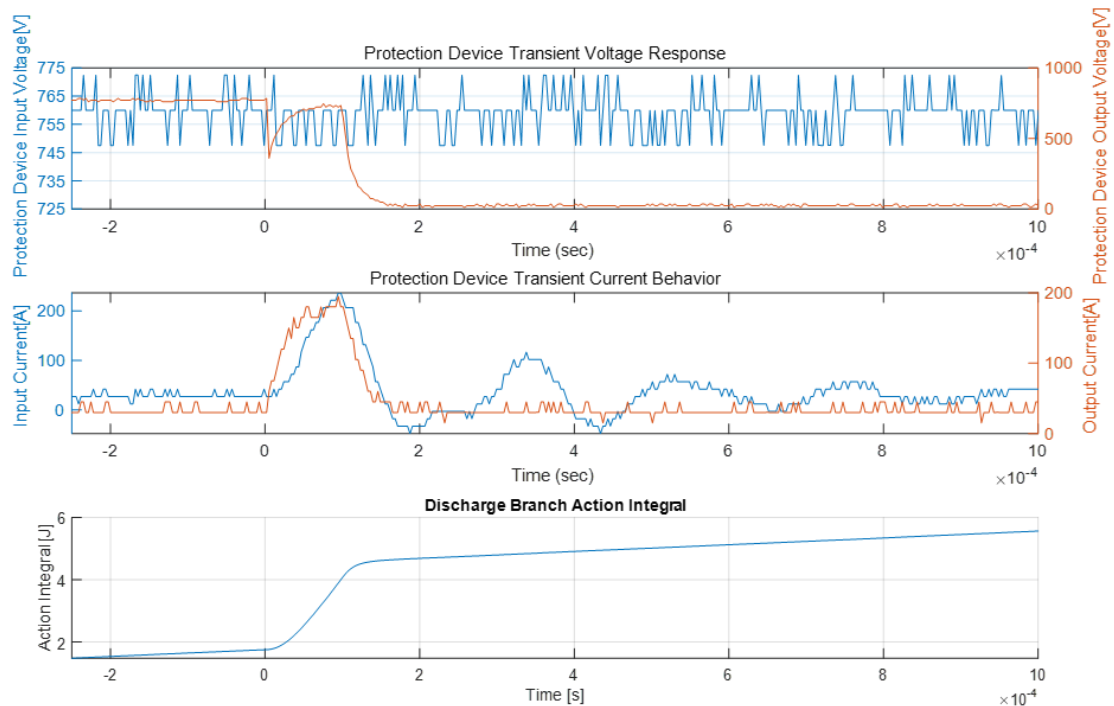 Protection Device Transient Voltage Response
Protection Device Input Voltage[V]
775
765
755
745
735
725
1000
500
0
Protection Device Output Voltage[V]
-2 0 2 4 6 8 10
Time (sec)
×10⁻⁴
Protection Device Transient Current Behavior
Input Current[A]
200
100
0
200
100
0
Output Current[A]
-2 0 2 4 6 8 10
Time (sec)
×10⁻⁴
Discharge Branch Action Integral
Action Integral[J]
6
4
2
-2 0 2 4 6 8 10
Time [s]
×10⁻⁴